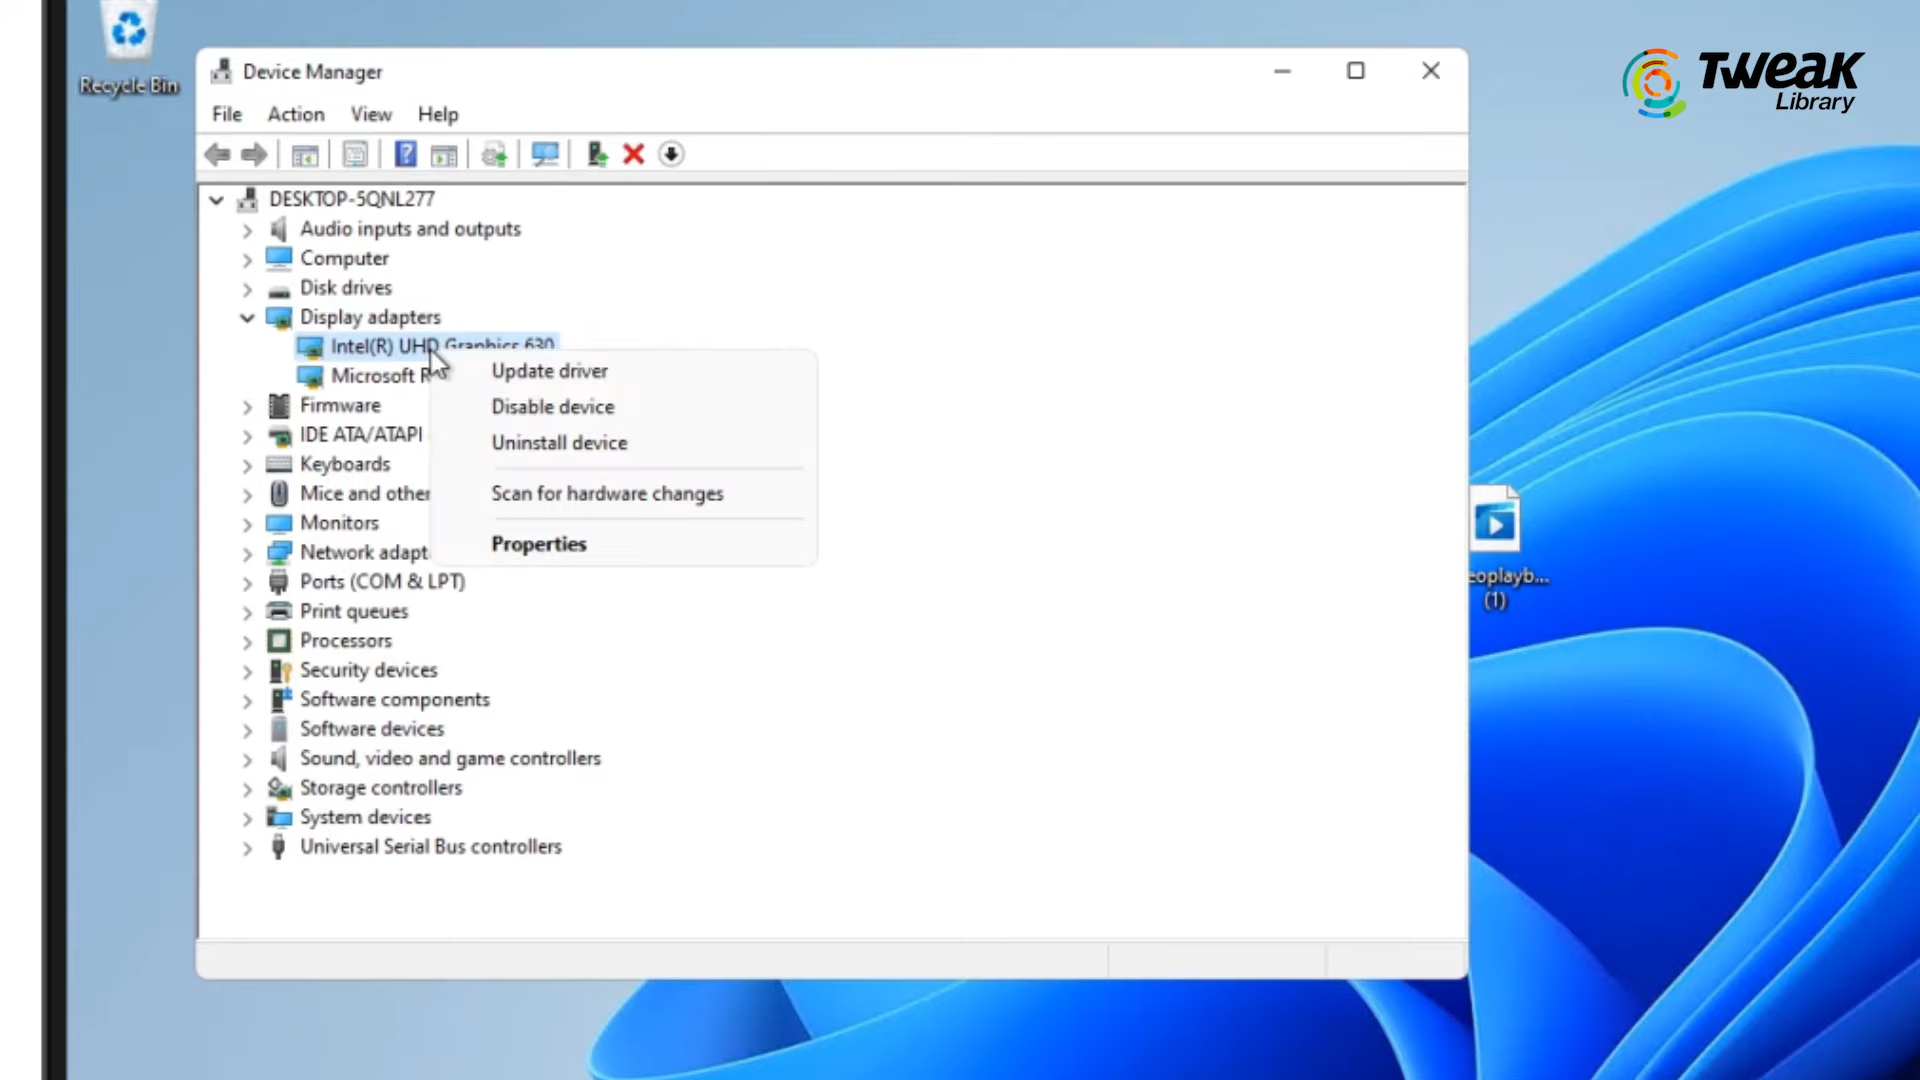 Recycle Bin
Device Manager
TWEAK
Library
File Action View Help
DESKTOP-5QNL277
Audio inputs and outputs
Computer
Disk drives
Display adapters
Intel(R) UHD Graphics 630
Microsoft
Update driver
Disable device
Uninstall device
Scan for hardware changes
Properties
Firmware
IDE ATA/ATAPI
Keyboards
Mice and other
Monitors
Network adapt
Ports (COM & LPT)
Print queues
Processors
Security devices
Software components
Software devices
Sound, video and game controllers
Storage controllers
System devices
Universal Serial Bus controllers
eoplayb...
(1)